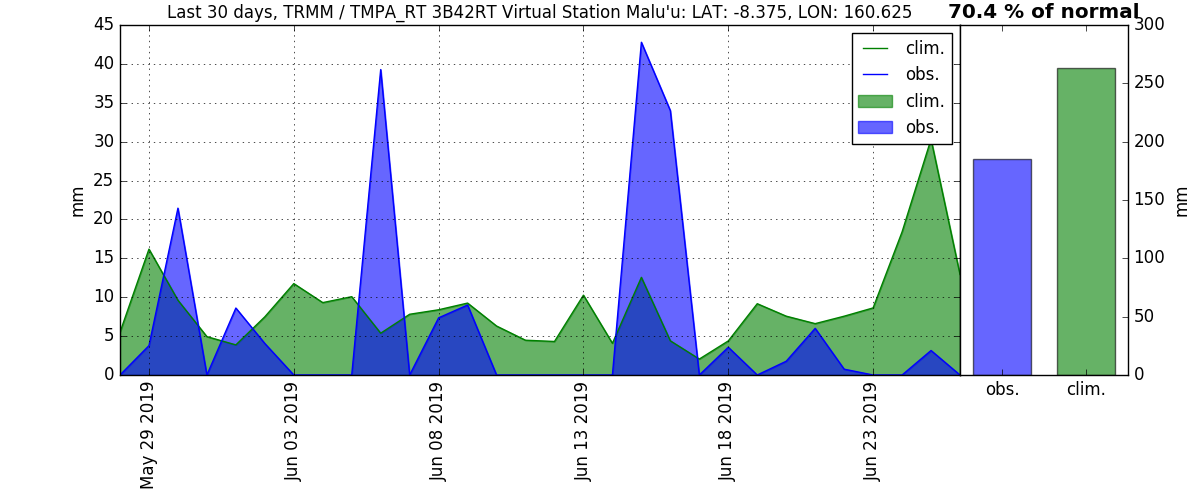 Last 30 days, TRMM / TMPA_RT 3B42RT Virtual Station Malu'u: LAT: -8.375, LON: 160.625
70.4 % of normal
45
40
35
30
25
20
15
10
5
0
mm
May 29 2019
Jun 03 2019
Jun 08 2019
Jun 13 2019
Jun 18 2019
Jun 23 2019
clim.
obs.
clim.
obs.
300
250
200
150
100
50
0
mm
obs.
clim.